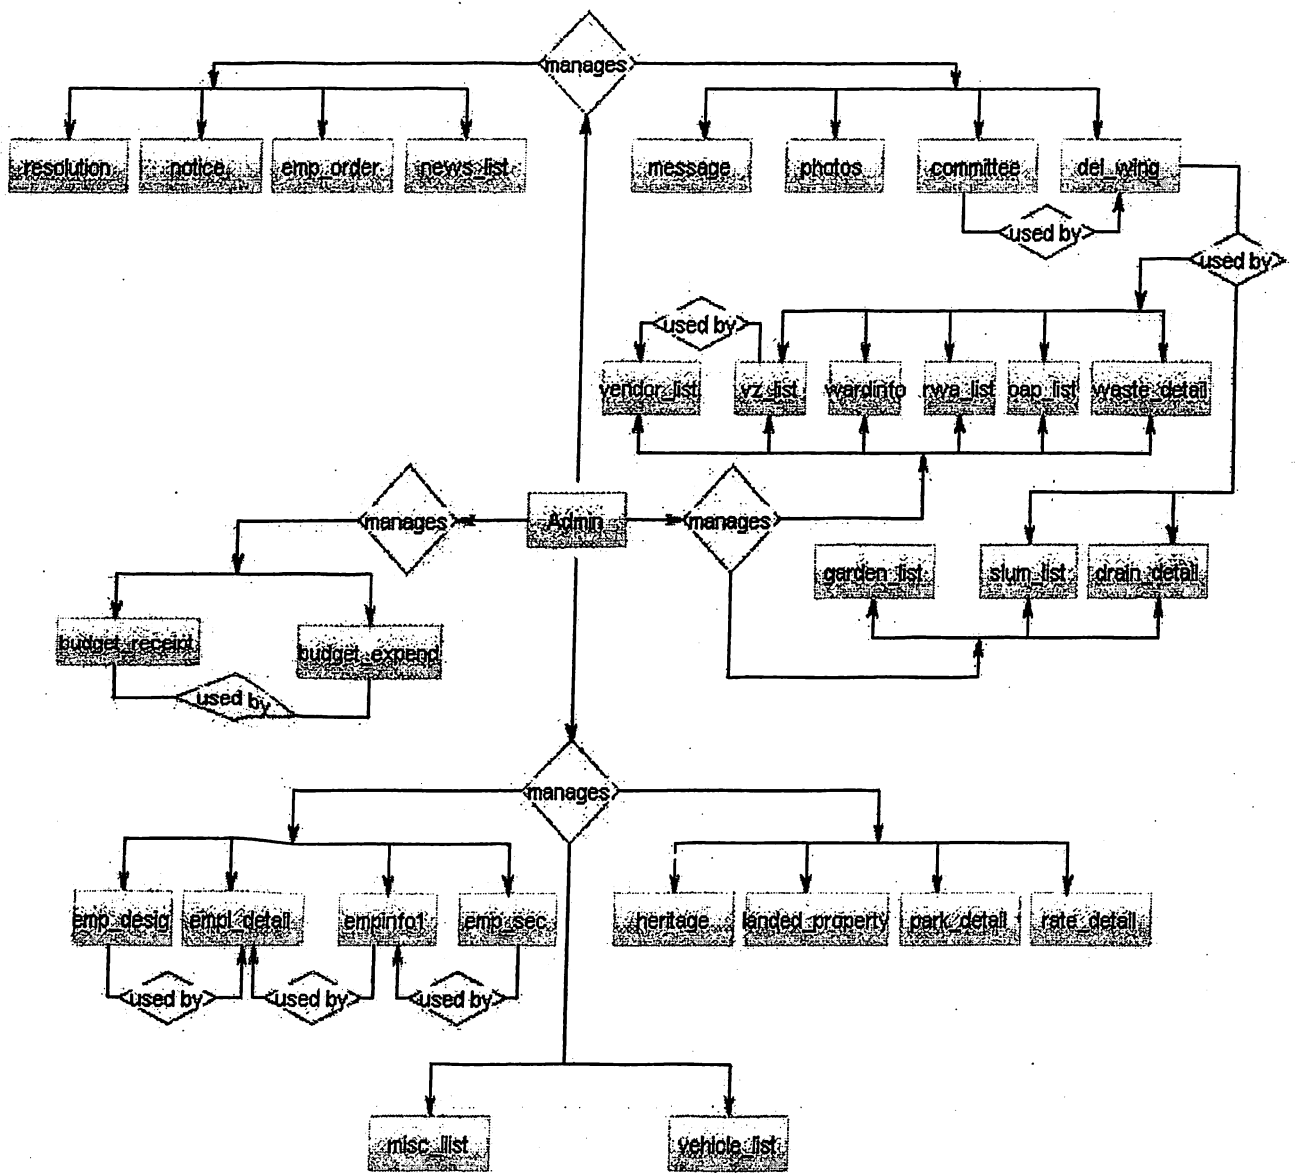 manages
resolution
notice
emp_order
news_list
message
photos
committee
del_wing
used by
used by
used by
vendor_list
vz_list
wardinfo
rwa_list
oap_list
waste_detail
manages
Admin
manages
garden_list
slum_list
drain_detail
budget_receipt
budget_expend
used by
manages
emp_desig
empl_detail
empinfo1
emp_sec
heritage
landed_property
park_detail
rate_detail
used by
used by
used by
misc_list
vehicle_list